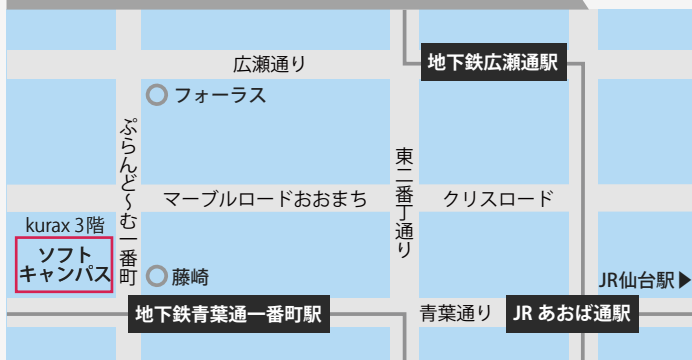 広瀬通り
地下鉄広瀬通駅
フォーラス
ぶらんど~む一番町
東二番丁通り
マーブルロードおおまち
クリスロード
kurax 3階
ソフト
キャンパス
藤崎
JR仙台駅▶
地下鉄青葉通一番町駅
青葉通り
JR あおば通駅